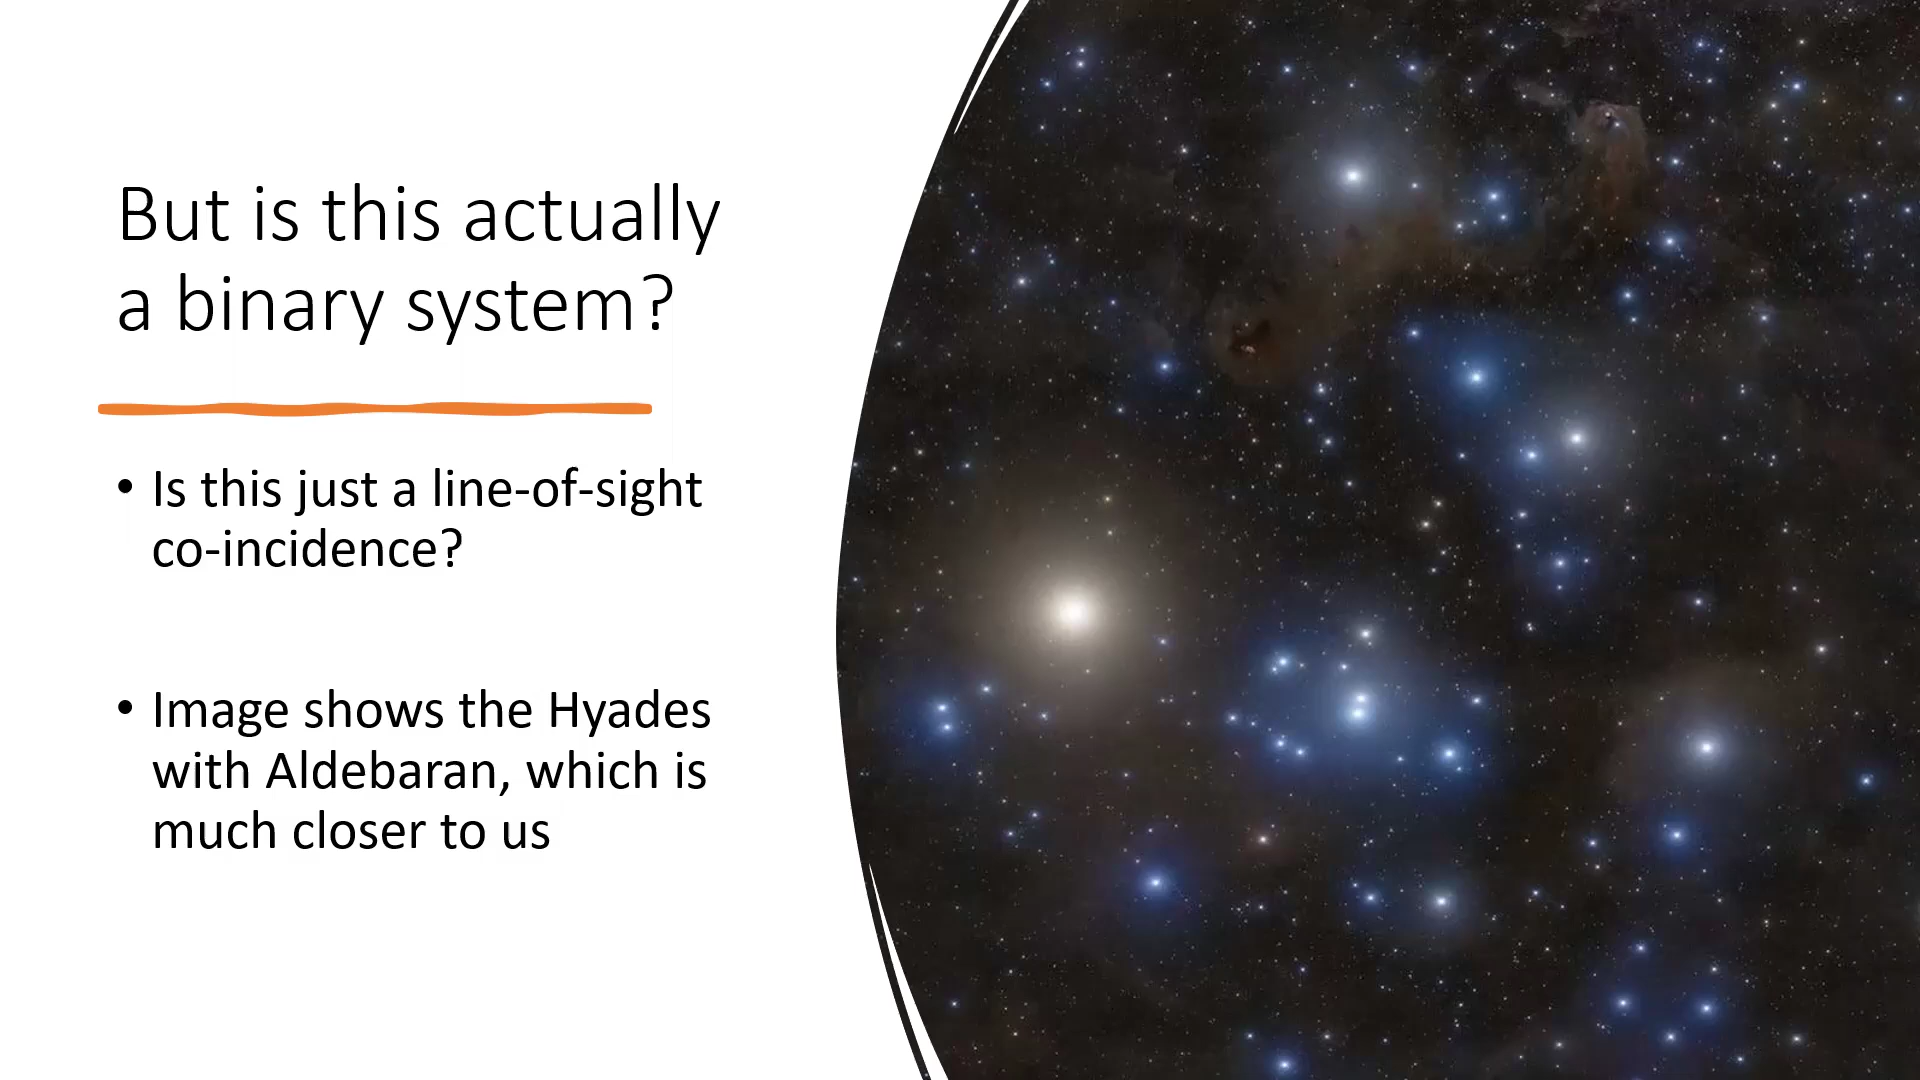 But is this actually
a binary system?
• Is this just a line-of-sight
co-incidence?
• Image shows the Hyades
with Aldebaran, which is
much closer to us